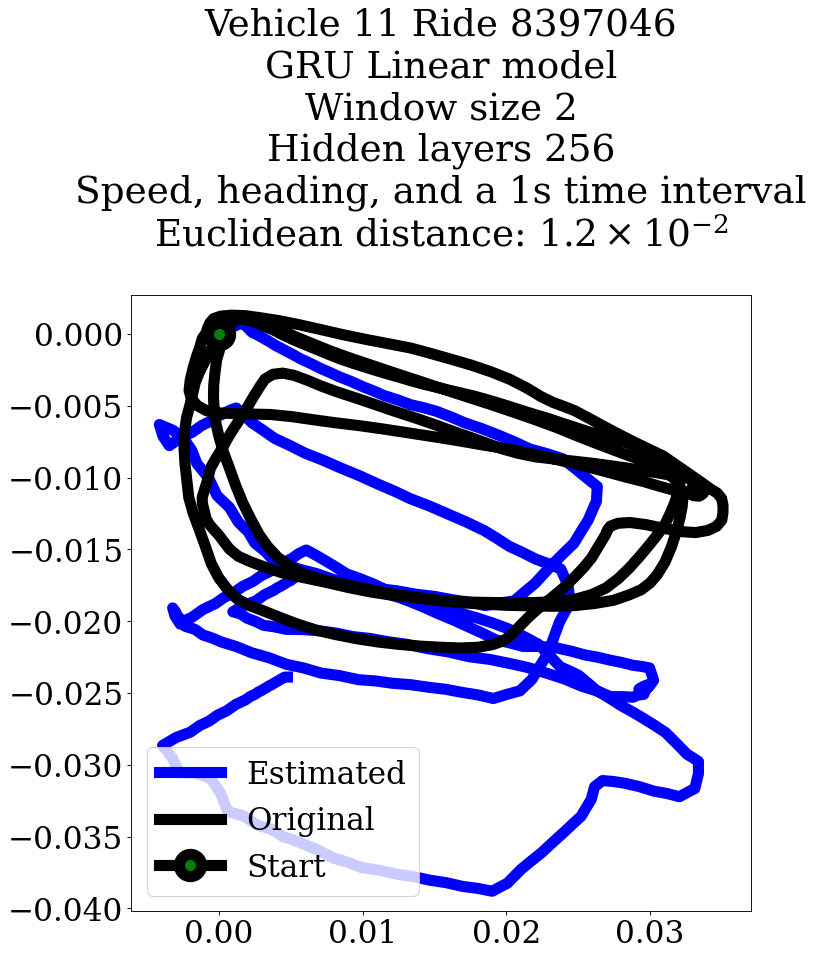 Vehicle 11 Ride 8397046
GRU Linear model
Window size 2
Hidden layers 256
Speed, heading, and a 1s time interval
Euclidean distance: 1.2 × 10⁻²
0.000
−0.005
−0.010
−0.015
−0.020
−0.025
−0.030
−0.035
−0.040
Estimated
Original
Start
0.00 0.01 0.02 0.03